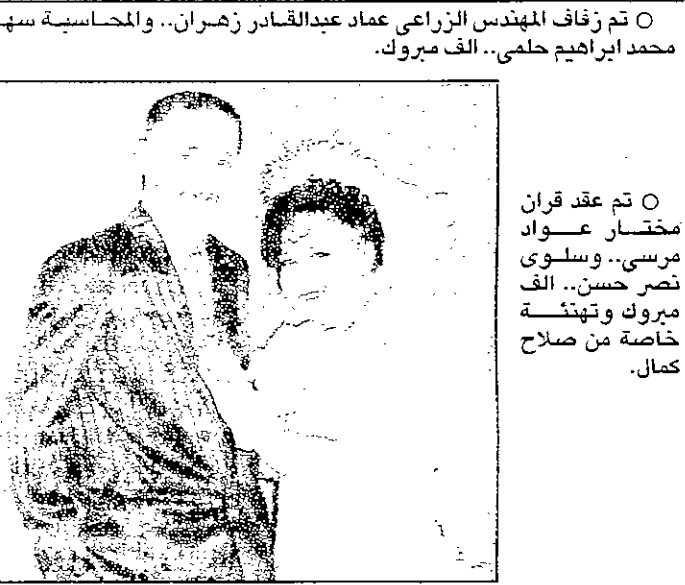 ○ تم زفاف المهندس الزراعى عماد عبدالقادر زهران.. والمحاسبة
محمد ابراهيم حلمى.. الف مبروك.
○ تم عقد قران
مختار عواد
مرسى.. وسلوى
نصر حسن.. الف
مبروك وتهنئة
خاصة من صلاح
كمال.